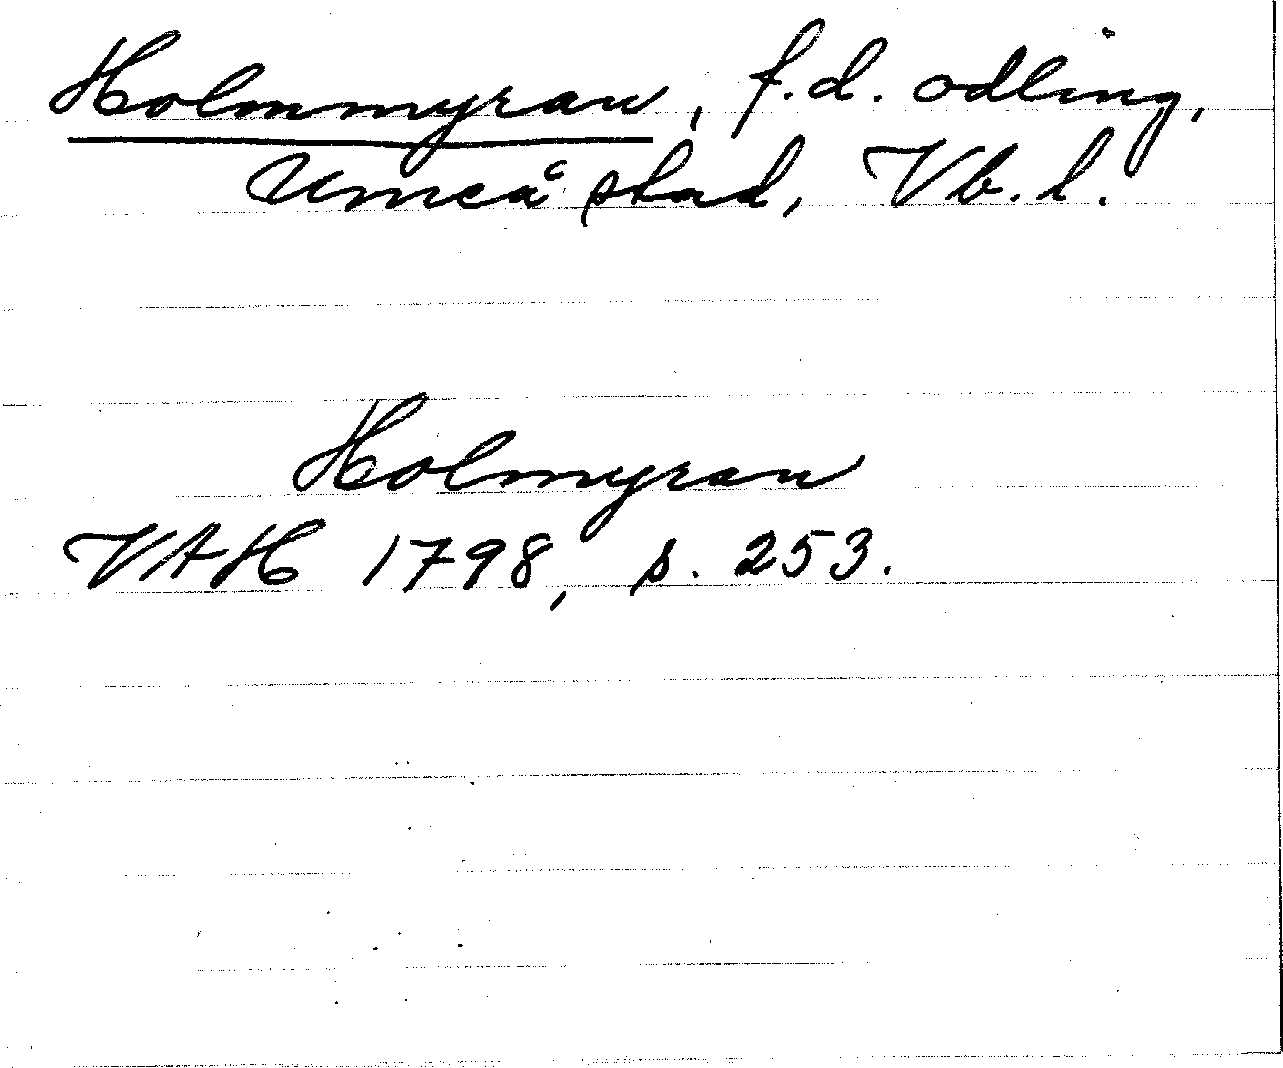 Holmmyran, f.d. odling,
Umeå stad, Vb. l.
Holmyran
VAH 1798, s. 253.